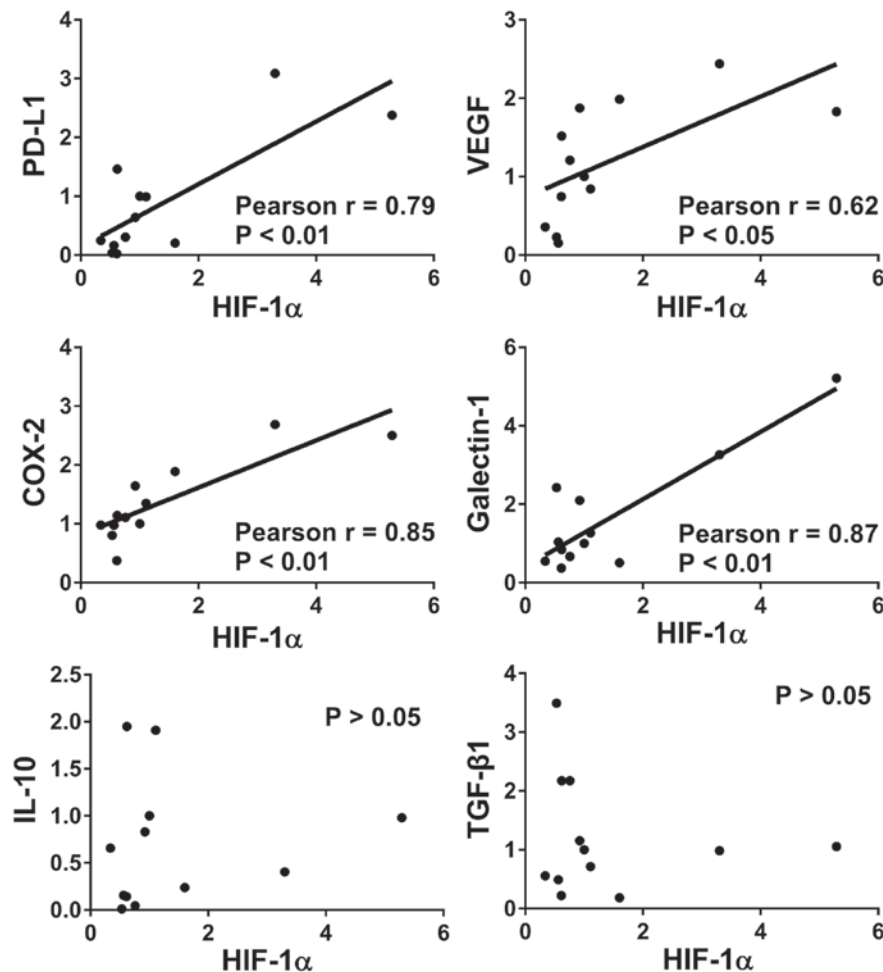 PD-L1
4
3
2
1
0
Pearson r = 0.79
P < 0.01
0 2 4 6
HIF-1α
VEGF
3
2
1
0
Pearson r = 0.62
P < 0.05
0 2 4 6
HIF-1α
COX-2
4
3
2
1
0
Pearson r = 0.85
P < 0.01
0 2 4 6
HIF-1α
Galectin-1
6
4
2
0
Pearson r = 0.87
P < 0.01
0 2 4 6
HIF-1α
IL-10
2.5
2.0
1.5
1.0
0.5
0.0
P > 0.05
0 2 4 6
HIF-1α
TGF-β1
4
3
2
1
0
P > 0.05
0 2 4 6
HIF-1α